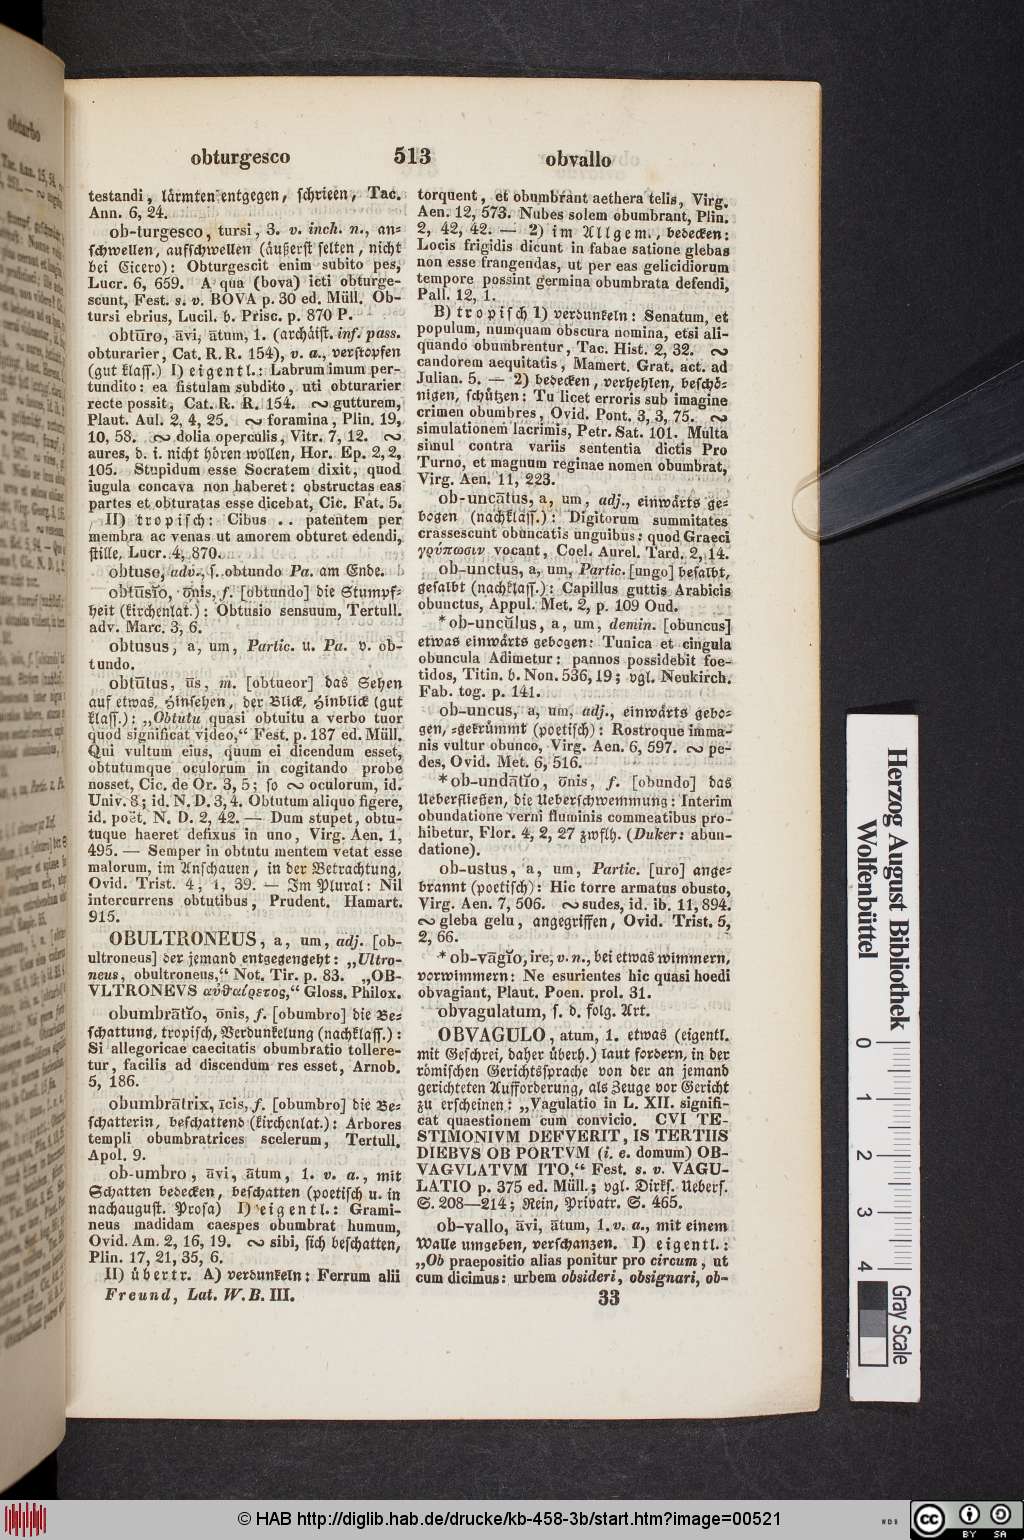 obturgesco 513 obvallo
testandi, lärmten entgegen, schrieen, Tac.
Ann. 6, 24.
ob-turgesco, tursi, 3. v. inch. n., an=
schwellen, aufschwellen (äußerst selten, nicht
bei Cicero): Obturgescit enim subito pes,
Lucr. 6, 659. A qua (bova) icti obturge-
scunt, Fest. s. v. BOVA p. 30 ed. Müll. Ob-
tursi ebrius, Lucil. b. Prisc. p. 870 P.
obtūro, āvi, ātum, 1. (archäist. inf. pass.
obturarier, Cat. R. R. 154), v. a., verstopfen
(gut klass.) I) eigentl.: Labrum imum per-
tundito: ea fistulam subdito, uti obturarier
recte possit, Cat. R. R. 154. ~ gutturem,
Plaut. Aul. 2, 4, 25. ~ foramina, Plin. 19,
10, 58. ~ dolia operculis, Vitr. 7, 12. ~
aures, d. i. nicht hören wollen, Hor. Ep. 2, 2,
105. Stupidum esse Socratem dixit, quod
iugula concava non haberet: obstructas eas
partes et obturatas esse dicebat, Cic. Fat. 5.
II) tropisch: Cibus .. patentem per
membra ac venas ut amorem obturet edendi,
stille, Lucr. 4, 870.
obtuse, adv., s. obtundo Pa. am Ende.
obtūsĭo, ōnis, f. [obtundo] die Stumpf=
heit (kirchenlat.): Obtusio sensuum, Tertull.
adv. Marc. 3, 6.
obtusus, a, um, Partic. u. Pa. v. ob-
tundo.
obtūtus, ūs, m. [obtueor] das Sehen
auf etwas, Hinsehen, der Blick, Hinblick (gut
klass.): „Obtutu quasi obtuitu a verbo tuor
quod significat video,“ Fest. p. 187 ed. Müll.
Qui vultum eius, quum ei dicendum esset,
obtutumque oculorum in cogitando probe
nosset, Cic. de Or. 3, 5; so ~ oculorum, id.
Univ. 8; id. N. D. 3, 4. Obtutum aliquo figere,
id. poët. N. D. 2, 42. — Dum stupet, obtu-
tuque haeret defixus in uno, Virg. Aen. 1,
495. — Semper in obtutu mentem vetat esse
malorum, im Anschauen, in der Betrachtung,
Ovid. Trist. 4, 1, 39. — Im Plural: Nil
intercurrens obtutibus, Prudent. Hamart.
915.
OBULTRONEUS, a, um, adj. [ob-
ultroneus] der jemand entgegengeht: „Ultro-
neus, obultroneus,“ Not. Tir. p. 83. „OB-
VLTRONEVS αὐθαίρετος,“ Gloss. Philox.
obumbrātĭo, ōnis, f. [obumbro] die Be=
schattung, tropisch, Verdunkelung (nachklass.):
Si allegoricae caecitatis obumbratio tollere-
tur, facilis ad discendum res esset, Arnob.
5, 186.
obumbrātrix, īcis, f. [obumbro] die Be=
schatterin, beschattend (kirchenlat.): Arbores
templi obumbratrices scelerum, Tertull.
Apol. 9.
ob-umbro, āvi, ātum, 1. v. a., mit
Schatten bedecken, beschatten (poetisch u. in
nachaugust. Prosa) I) eigentl.: Grami-
neus madidam caespes obumbrat humum,
Ovid. Am. 2, 16, 19. ~ sibi, sich beschatten,
Plin. 17, 21, 35, 6.
II) übertr. A) verdunkeln: Ferrum alii
Freund, Lat. W. B. III.
torquent, et obumbrant aethera telis, Virg.
Aen. 12, 573. Nubes solem obumbrant, Plin.
2, 42, 42. — 2) im Allgem., bedecken:
Locis frigidis dicunt in fabae satione glebas
non esse frangendas, ut per eas gelicidiorum
tempore possint germina obumbrata defendi,
Pall. 12, 1.
B) tropisch 1) verdunkeln: Senatum, et
populum, numquam obscura nomina, etsi ali-
quando obumbrentur, Tac. Hist. 2, 32. ~
candorem aequitatis, Mamert. Grat. act. ad
Julian. 5. — 2) bedecken, verhehlen, beschö=
nigen, schützen: Tu licet erroris sub imagine
crimen obumbres, Ovid. Pont. 3, 3, 75. ~
simulationem lacrimis, Petr. Sat. 101. Multa
simul contra variis sententia dictis Pro
Turno, et magnum reginae nomen obumbrat,
Virg. Aen. 11, 223.
ob-uncātus, a, um, adj., einwärts ge=
bogen (nachklass.): Digitorum summitates
crassescunt obuncatis unguibus: quod Graeci
γρύπωσιν vocant, Coel. Aurel. Tard. 2, 14.
ob-unctus, a, um, Partic. [ungo] besalbt,
gesalbt (nachklass.): Capillus guttis Arabicis
obunctus, Appul. Met. 2, p. 109 Oud.
*ob-uncŭlus, a, um, demin. [obuncus]
etwas einwärts gebogen: Tunica et cingula
obuncula Adimetur: pannos possidebit foe-
tidos, Titin. b. Non. 536, 19; vgl. Neukirch.
Fab. tog. p. 141.
ob-uncus, a, um, adj., einwärts gebo=
gen, =gekrümmt (poetisch): Rostroque imma-
nis vultur obunco, Virg. Aen. 6, 597. ~ pe-
des, Ovid. Met. 6, 516.
*ob-undātĭo, ōnis, f. [obundo] das
Ueberfließen, die Ueberschwemmung: Interim
obundatione verni fluminis commeatibus pro-
hibetur, Flor. 4, 2, 27 zwslh. (Duker: abun-
datione).
ob-ustus, a, um, Partic. [uro] ange=
brannt (poetisch): Hic torre armatus obusto,
Virg. Aen. 7, 506. ~ sudes, id. ib. 11, 894.
~ gleba gelu, angegriffen, Ovid. Trist. 5,
2, 66.
*ob-vāgĭo, ire, v. n., bei etwas wimmern,
vorwimmern: Ne esurientes hic quasi hoedi
obvagiant, Plaut. Poen. prol. 31.
obvagulatum, s. d. folg. Art.
OBVAGULO, atum, 1. etwas (eigentl.
mit Geschrei, daher überh.) laut fordern, in der
römischen Gerichtssprache von der an jemand
gerichteten Aufforderung, als Zeuge vor Gericht
zu erscheinen: „Vagulatio in L. XII. signifi-
cat quaestionem cum convicio. CVI TE-
STIMONIVM DEFVERIT, IS TERTIIS
DIEBVS OB PORTVM (i. e. domum) OB-
VAGVLATVM ITO,“ Fest. s. v. VAGU-
LATIO p. 375 ed. Müll.; vgl. Dirks. Uebers.
S. 208—214; Rein, Privatr. S. 465.
ob-vallo, āvi, ātum, 1. v. a., mit einem
Walle umgeben, verschanzen. I) eigentl.:
„Ob praepositio alias ponitur pro circum, ut
cum dicimus: urbem obsideri, obsignari, ob-
33
Herzog August Bibliothek
Wolfenbüttel
0 1 2 3 4
Gray Scale
© HAB http://diglib.hab.de/drucke/kb-458-3b/start.htm?image=00521
cc BY SA